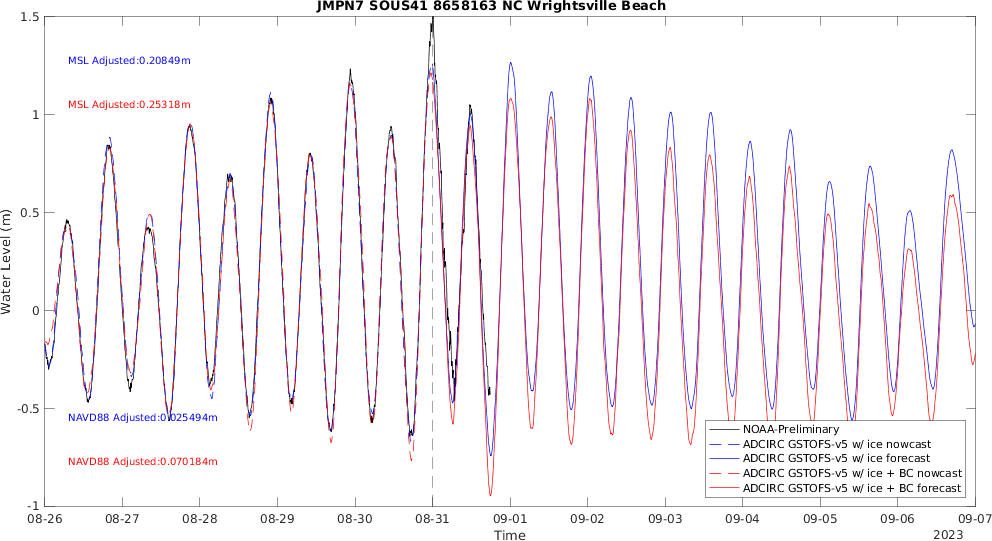 JMPN7 SOUS41 8658163 NC Wrightsville Beach
1.5
MSL Adjusted:0.20849m
MSL Adjusted:0.25318m
1
0.5
Water Level (m)
0
-0.5
NAVD88 Adjusted:0.025494m
NAVD88 Adjusted:0.070184m
-1
NOAA-Preliminary
ADCIRC GSTOFS-v5 w/ ice nowcast
ADCIRC GSTOFS-v5 w/ ice forecast
ADCIRC GSTOFS-v5 w/ ice + BC nowcast
ADCIRC GSTOFS-v5 w/ ice + BC forecast
08-26 08-27 08-28 08-29 08-30 08-31 09-01 09-02 09-03 09-04 09-05 09-06 09-07
Time
2023